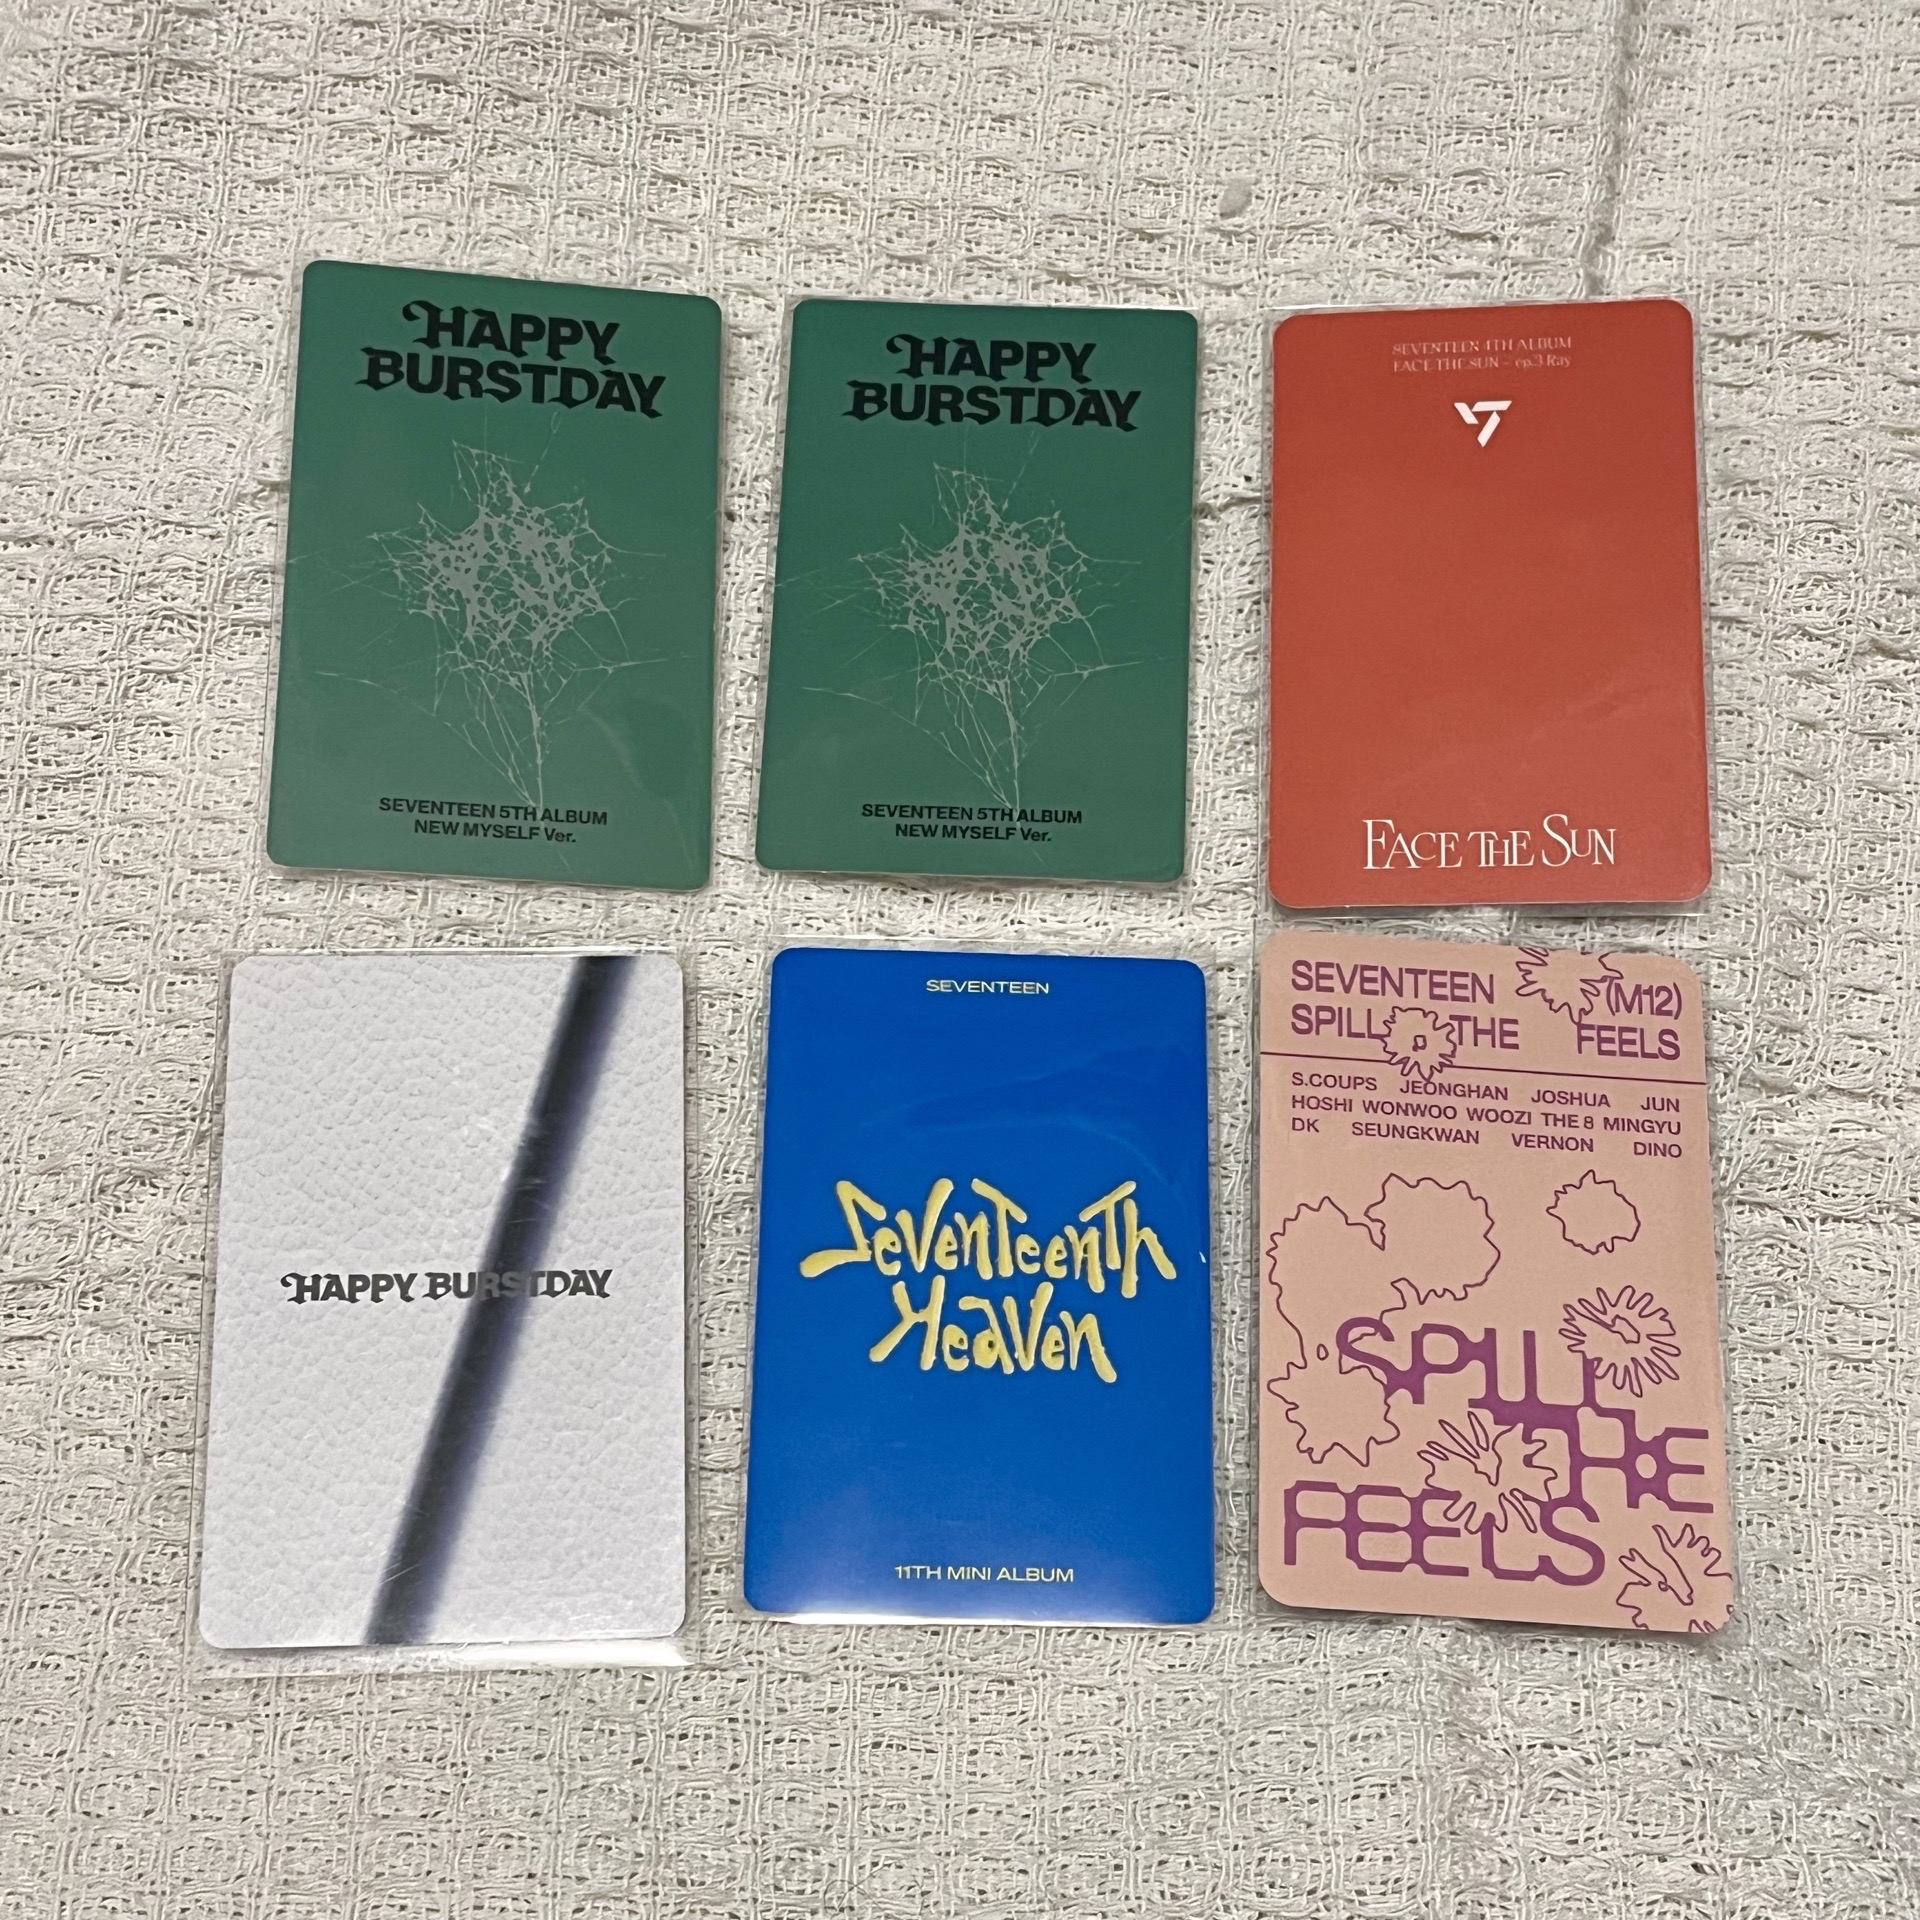 HAPPY
BURSTDAY
SEVENTEEN 5TH ALBUM
NEW MYSELF Ver.
HAPPY
BURSTDAY
SEVENTEEN 5TH ALBUM
NEW MYSELF Ver.
SEVENTEEN 4TH ALBUM
FACE THE SUN - ep.3 Ray
FACE THE SUN
HAPPY BURSTDAY
SEVENTEEN
SEVENTEENTH
HEAVEN
11TH MINI ALBUM
SEVENTEEN (M12)
SPILL THE FEELS
S.COUPS JEONGHAN JOSHUA JUN
HOSHI WONWOO WOOZI THE 8 MINGYU
DK SEUNGKWAN VERNON DINO
SPILL
THE
FEELS